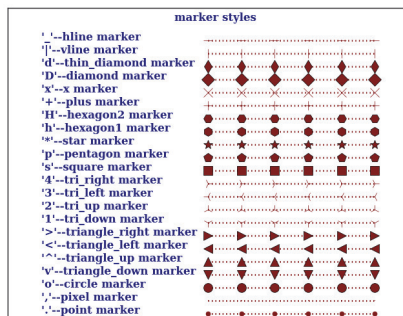 marker styles
'_'--hline marker
'|'--vline marker
'd'--thin_diamond marker
'D'--diamond marker
'x'--x marker
'+'--plus marker
'H'--hexagon2 marker
'h'--hexagon1 marker
'*'--star marker
'p'--pentagon marker
's'--square marker
'4'--tri_right marker
'3'--tri_left marker
'2'--tri_up marker
'1'--tri_down marker
'>'--triangle_right marker
'<'--triangle_left marker
'^'--triangle_up marker
'v'--triangle_down marker
'o'--circle marker
','--pixel marker
'.'--point marker